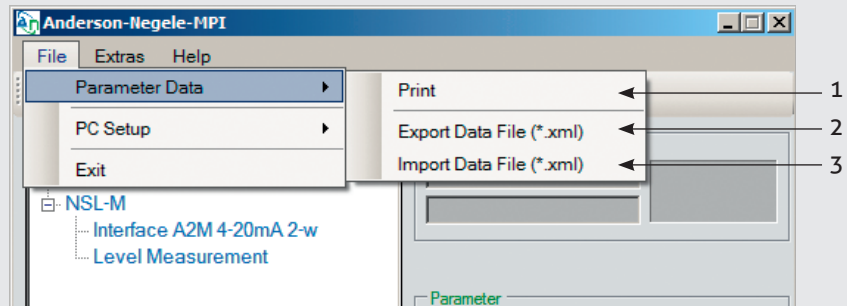 Anderson-Negele-MPI
File Extras Help
Parameter Data
Print
1
PC Setup
Export Data File (*.xml)
2
Exit
Import Data File (*.xml)
3
NSL-M
Interface A2M 4-20mA 2-w
Level Measurement
Parameter